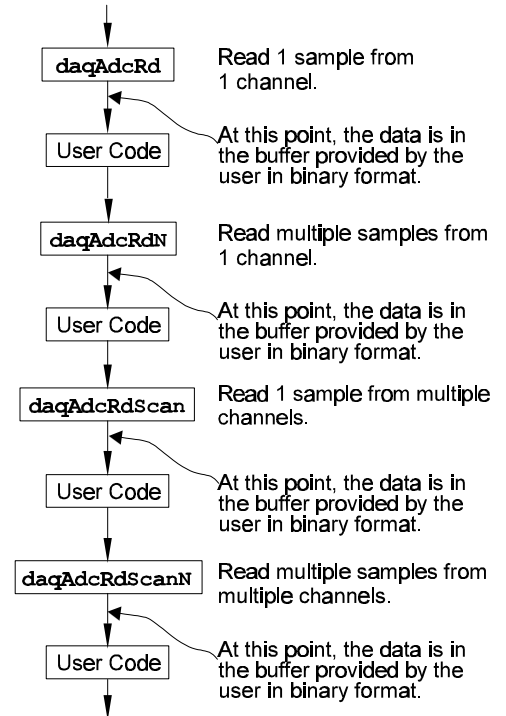 daqAdcRd
Read 1 sample from
1 channel.
At this point, the data is in
the buffer provided by the
user in binary format.
User Code
daqAdcRdN
Read multiple samples from
1 channel.
At this point, the data is in
the buffer provided by the
user in binary format.
User Code
daqAdcRdScan
Read 1 sample from multiple
channels.
At this point, the data is in
the buffer provided by the
user in binary format.
User Code
daqAdcRdScanN
Read multiple samples from
multiple channels.
At this point, the data is in
the buffer provided by the
user in binary format.
User Code